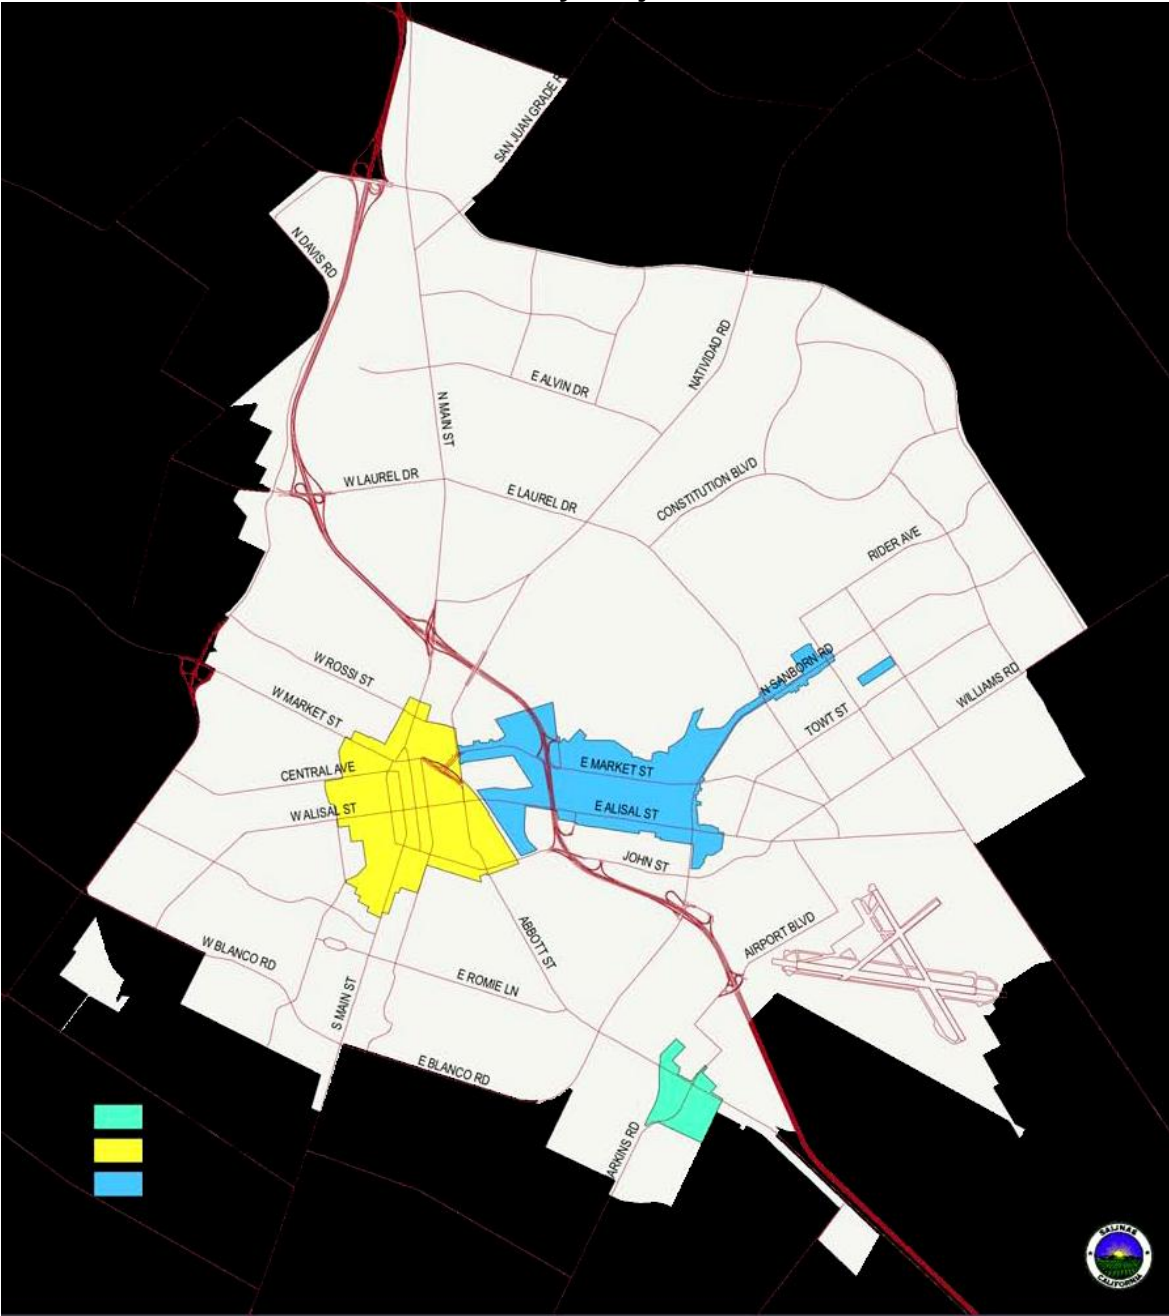 SAN JUAN GRADE R
N DAVIS RD
NATIVIDAD RD
E ALVIN DR
N MAIN ST
W LAUREL DR
E LAUREL DR
CONSTITUTION BLVD
RIDER AVE
W ROSSI ST
N SANBORN RD
WILLIAMS RD
W MARKET ST
TOWT ST
CENTRAL AVE
E MARKET ST
W ALISAL ST
E ALISAL ST
JOHN ST
ABBOTT ST
AIRPORT BLVD
W BLANCO RD
E ROMIE LN
S MAIN ST
E BLANCO RD
ARKINS RD
SALINAS
CALIFORNIA